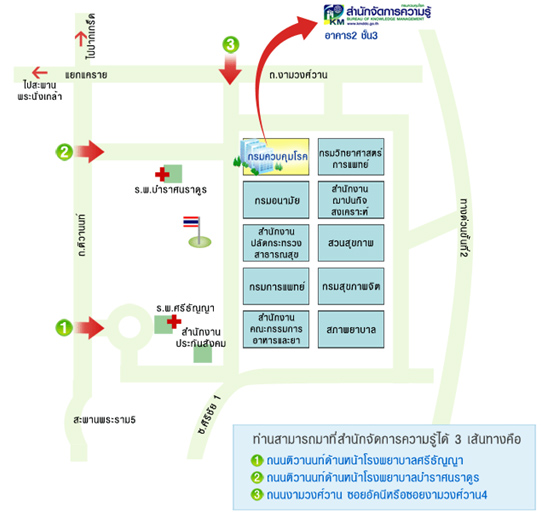 กรมควบคุมโรค
สำนักจัดการความรู้
BUREAU OF KNOWLEDGE MANAGEMENT
KM
www.kmddc.go.th
อาคาร2 ชั้น3
ไปปากเกร็ด
3
แยกแคราย
ถ.งามวงศ์วาน
ไปสะพาน
พระนั่งเกล้า
2
กรมควบคุมโรค
กรมวิทยาศาสตร์
การแพทย์
ร.พ.บำราศนราดูร
กรมอนามัย
สำนักงาน
ฌาปนกิจ
สงเคราะห์
ถ.ติวานนท์
ทางด่วนขั้นที่2
สำนักงาน
ปลัดกระทรวง
สาธารณสุข
สวนสุขภาพ
กรมการแพทย์
กรมสุขภาพจิต
ร.พ.ศรีธัญญา
1
สำนักงาน
ประกันสังคม
สำนักงาน
คณะกรรมการ
อาหารและยา
สภาพยาบาล
ซ.ศิริชัย 1
สะพานพระราม5
ท่านสามารถมาที่สำนักจัดการความรู้ได้ 3 เส้นทางคือ
1 ถนนติวานนท์ด้านหน้าโรงพยาบาลศรีธัญญา
2 ถนนติวานนท์ด้านหน้าโรงพยาบาลบำราศนราดูร
3 ถนนงามวงศ์วาน ซอยอัคนีหรือซอยงามวงศ์วาน4